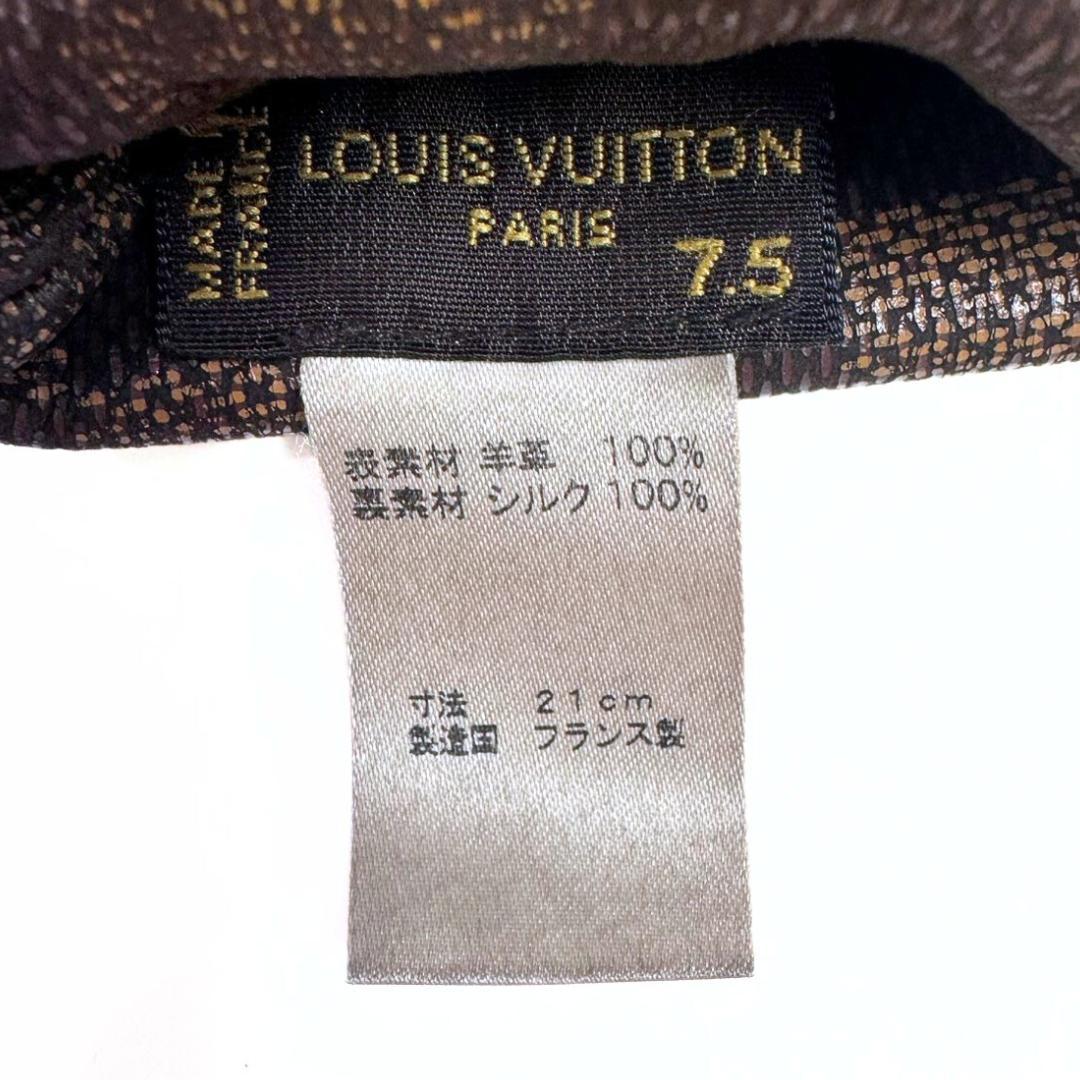 MADE IN
FRANCE
LOUIS VUITTON
PARIS
7.5
表素材 羊革 100%
裏素材 シルク 100%
寸法 21cm
製造国 フランス製